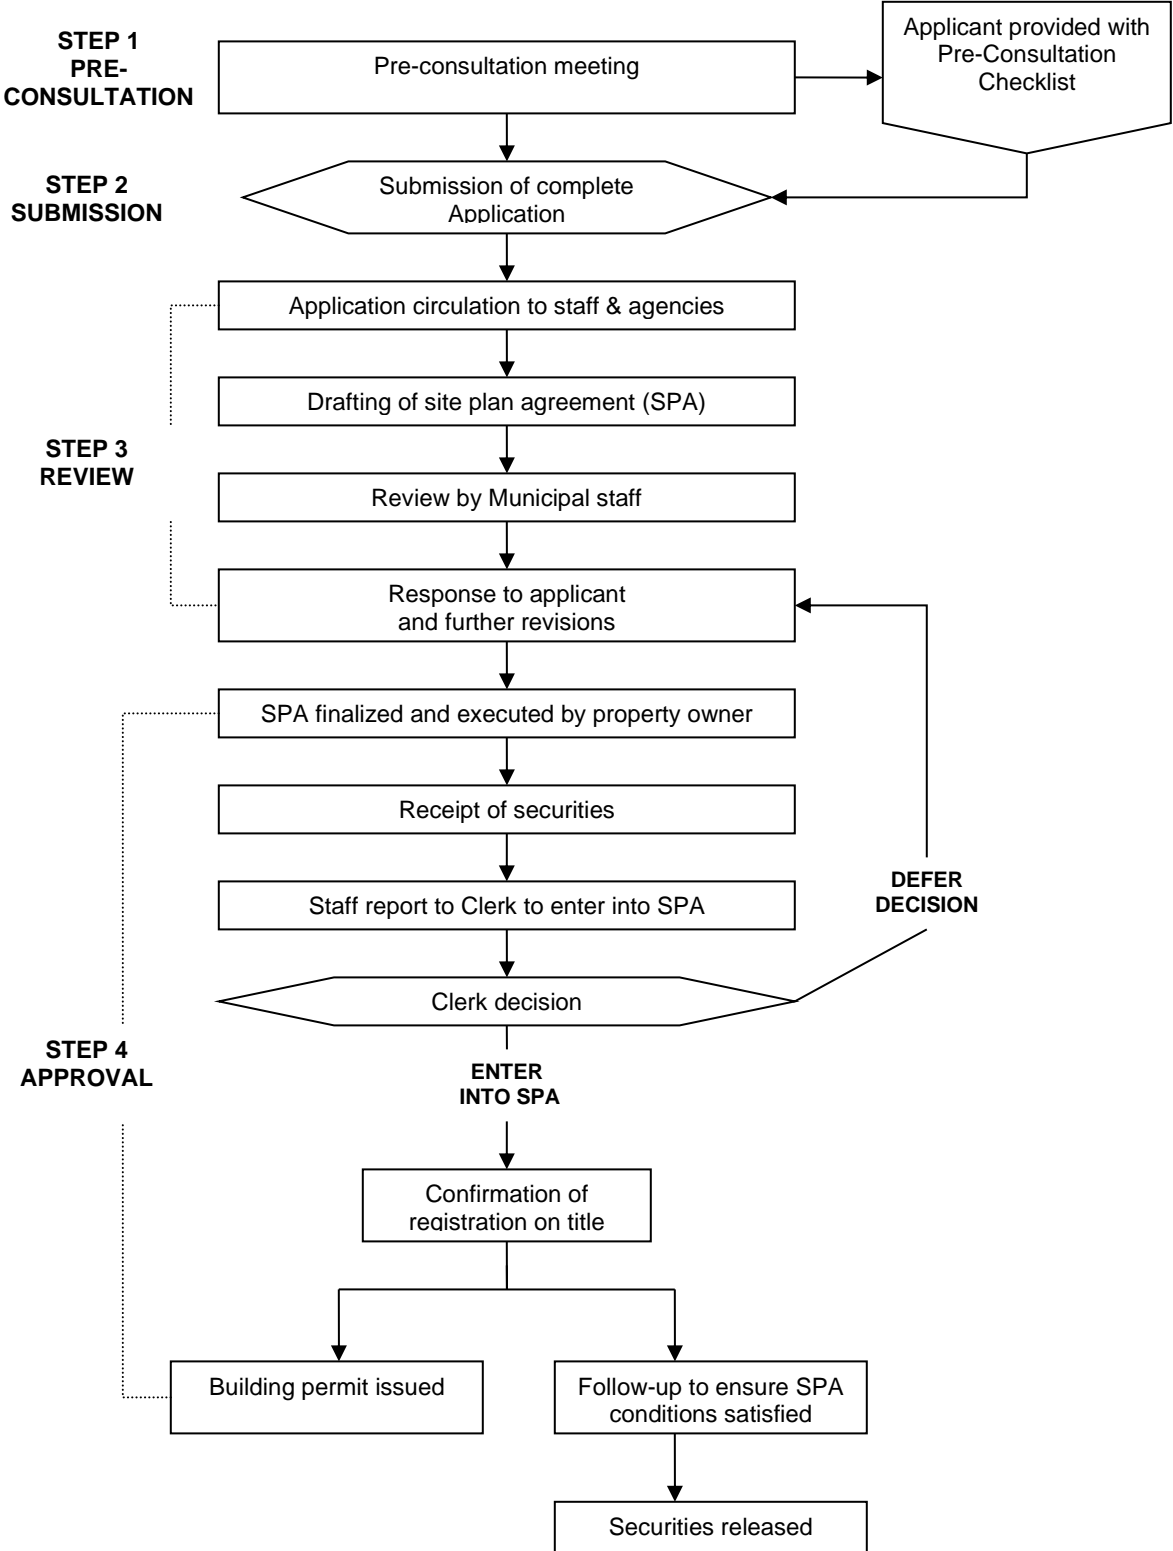 STEP 1
PRE-
CONSULTATION
Pre-consultation meeting
Applicant provided with
Pre-Consultation
Checklist
STEP 2
SUBMISSION
Submission of complete
Application
Application circulation to staff & agencies
Drafting of site plan agreement (SPA)
STEP 3
REVIEW
Review by Municipal staff
Response to applicant
and further revisions
SPA finalized and executed by property owner
Receipt of securities
Staff report to Clerk to enter into SPA
DEFER
DECISION
Clerk decision
STEP 4
APPROVAL
ENTER
INTO SPA
Confirmation of
registration on title
Building permit issued
Follow-up to ensure SPA
conditions satisfied
Securities released